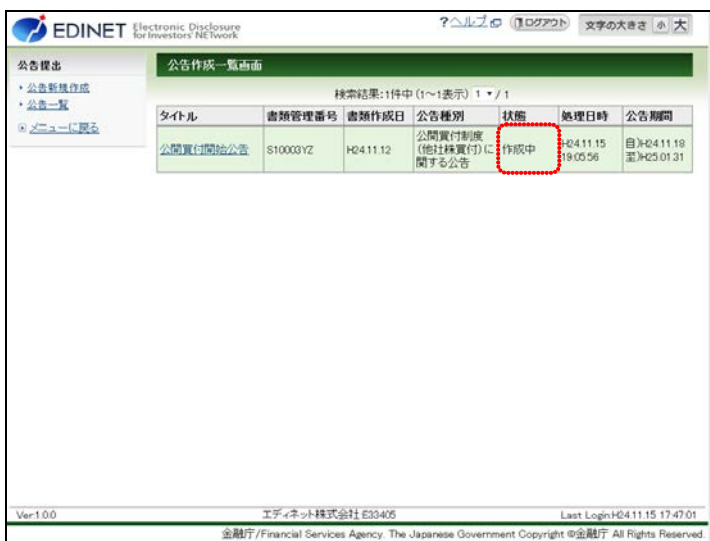 EDINET Electronic Disclosure for Investors' NETwork
?ヘルプ ログアウト 文字の大きさ 小 大
公告提出
公告新規作成
公告一覧
メニューに戻る
公告作成一覧画面
検索結果:1件中(1~1表示) 1 / 1
タイトル 書類管理番号 書類作成日 公告種別 状態 処理日時 公告期間
公開買付開始公告 S10003YZ H24.11.12 公開買付制度(他社株買付)に関する公告 作成中 H24.11.15 19:05:56 自)H24.11.18 至)H25.01.31
Ver.1.0.0 エディネット株式会社 E33405 Last Login:H24.11.15 17:47:01
金融庁/Financial Services Agency. The Japanese Government Copyright ©金融庁 All Rights Reserved.